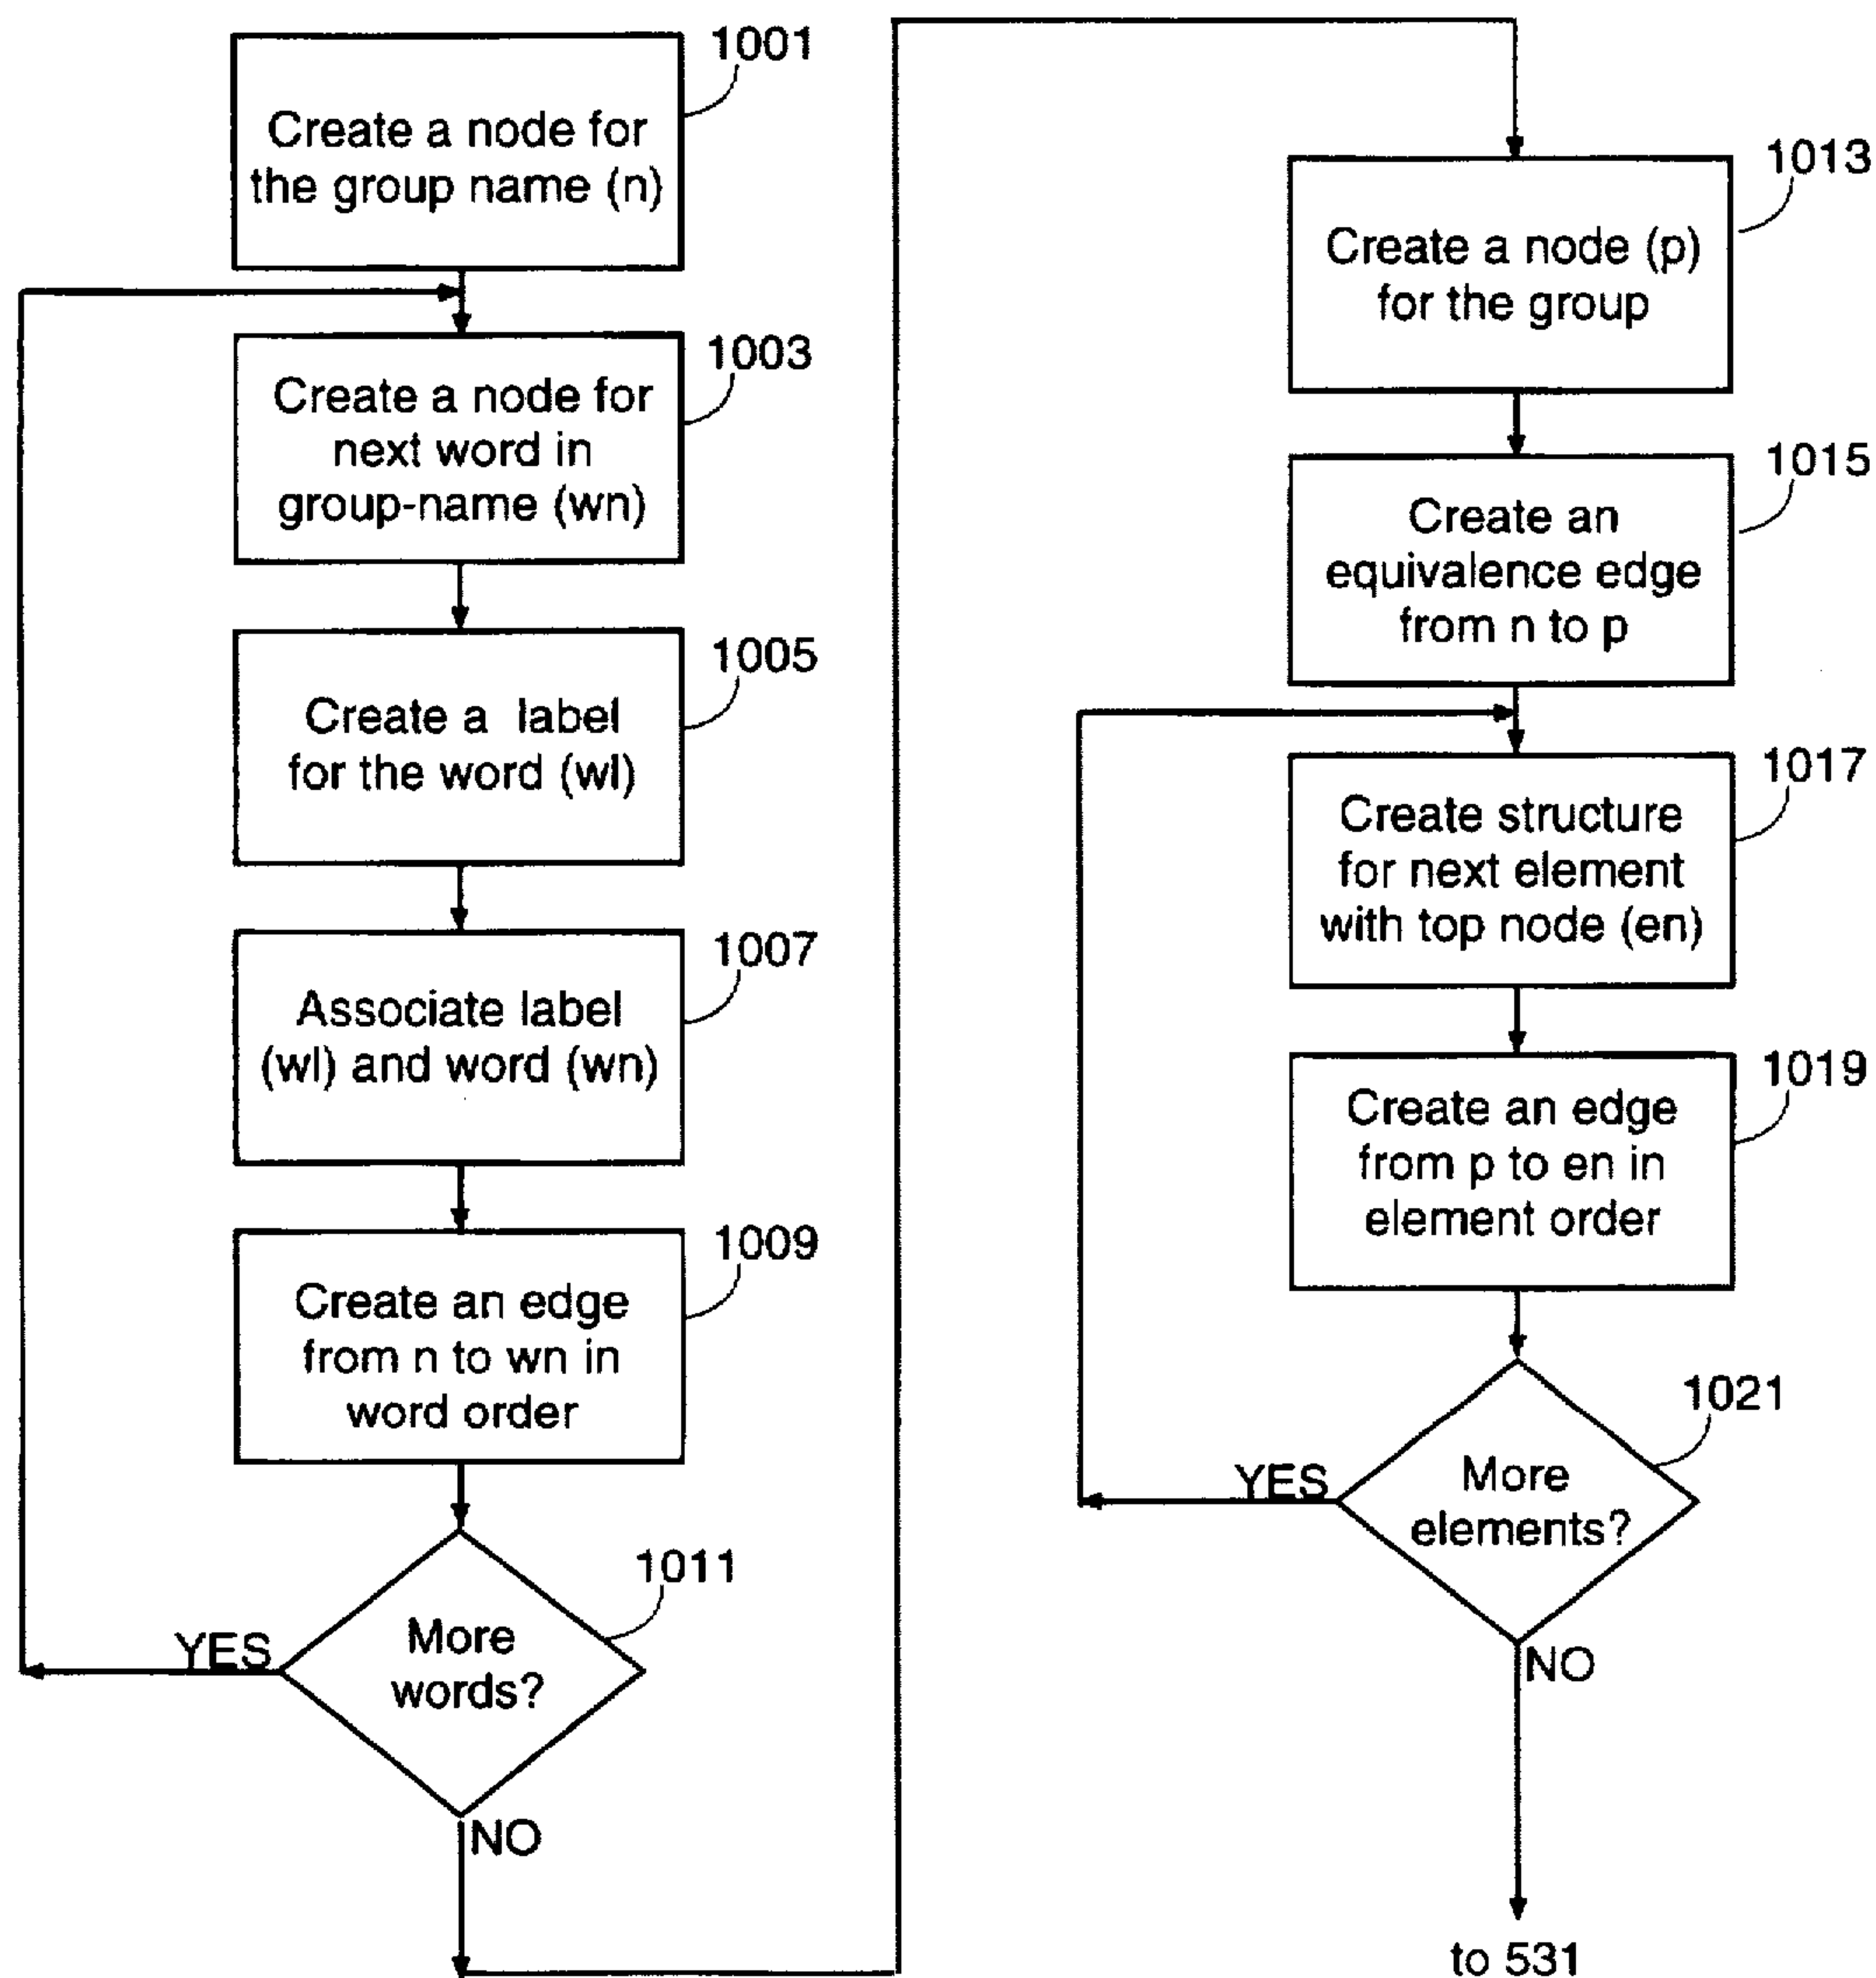 1001
Create a node for
the group name (n)
1003
Create a node for
next word in
group-name (wn)
1005
Create a label
for the word (wl)
1007
Associate label
(wl) and word (wn)
1009
Create an edge
from n to wn in
word order
1011
More
words?
YES
NO
1013
Create a node (p)
for the group
1015
Create an
equivalence edge
from n to p
1017
Create structure
for next element
with top node (en)
1019
Create an edge
from p to en in
element order
1021
More
elements?
YES
NO
to 531